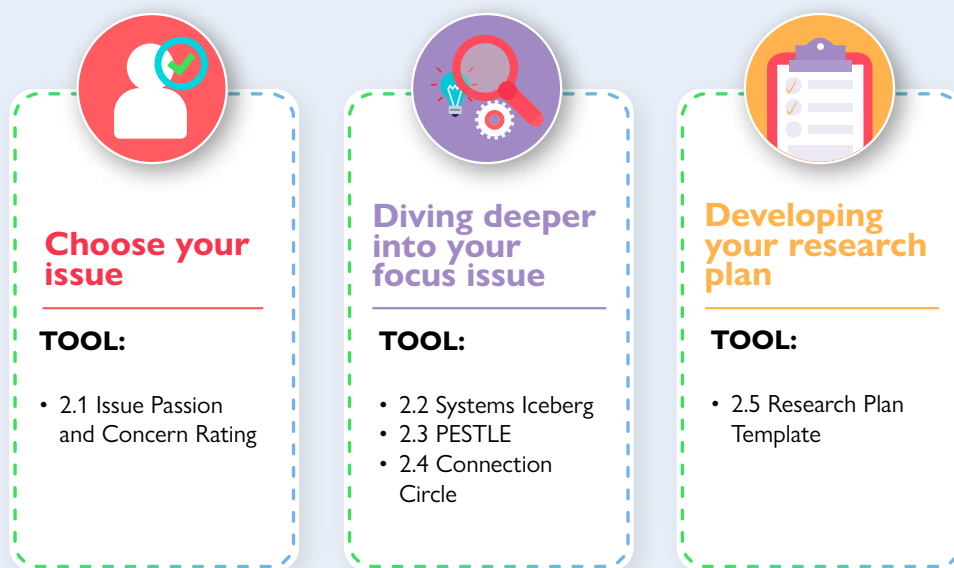 Choose your
issue
TOOL:
• 2.1 Issue Passion
and Concern Rating
Diving deeper
into your
focus issue
TOOL:
• 2.2 Systems Iceberg
• 2.3 PESTLE
• 2.4 Connection
Circle
Developing
your research
plan
TOOL:
• 2.5 Research Plan
Template